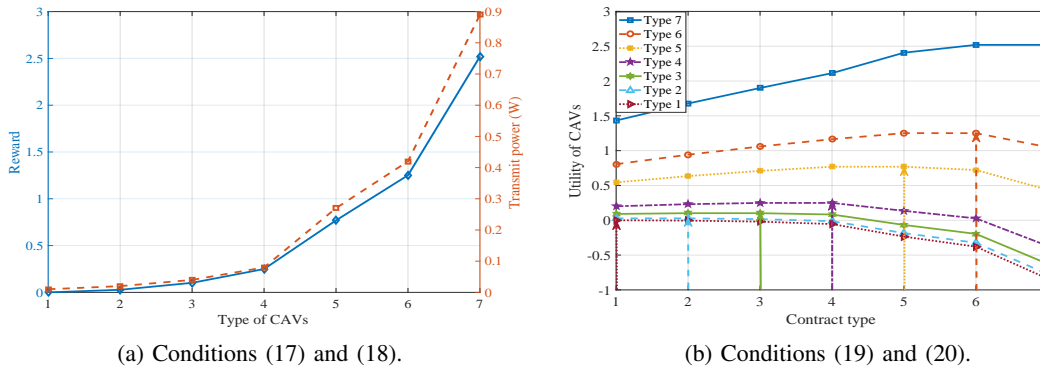 3
2.5
2
1.5
1
0.5
0
Reward
0.9
0.8
0.7
0.6
0.5
0.4
0.3
0.2
0.1
0
Transmit power (W)
1 2 3 4 5 6 7
Type of CAVs
(a) Conditions (17) and (18).
3
2.5
2
1.5
1
0.5
0
-0.5
-1
Utility of CAVs
Type 7
Type 6
Type 5
Type 4
Type 3
Type 2
Type 1
1 2 3 4 5 6
Contract type
(b) Conditions (19) and (20).